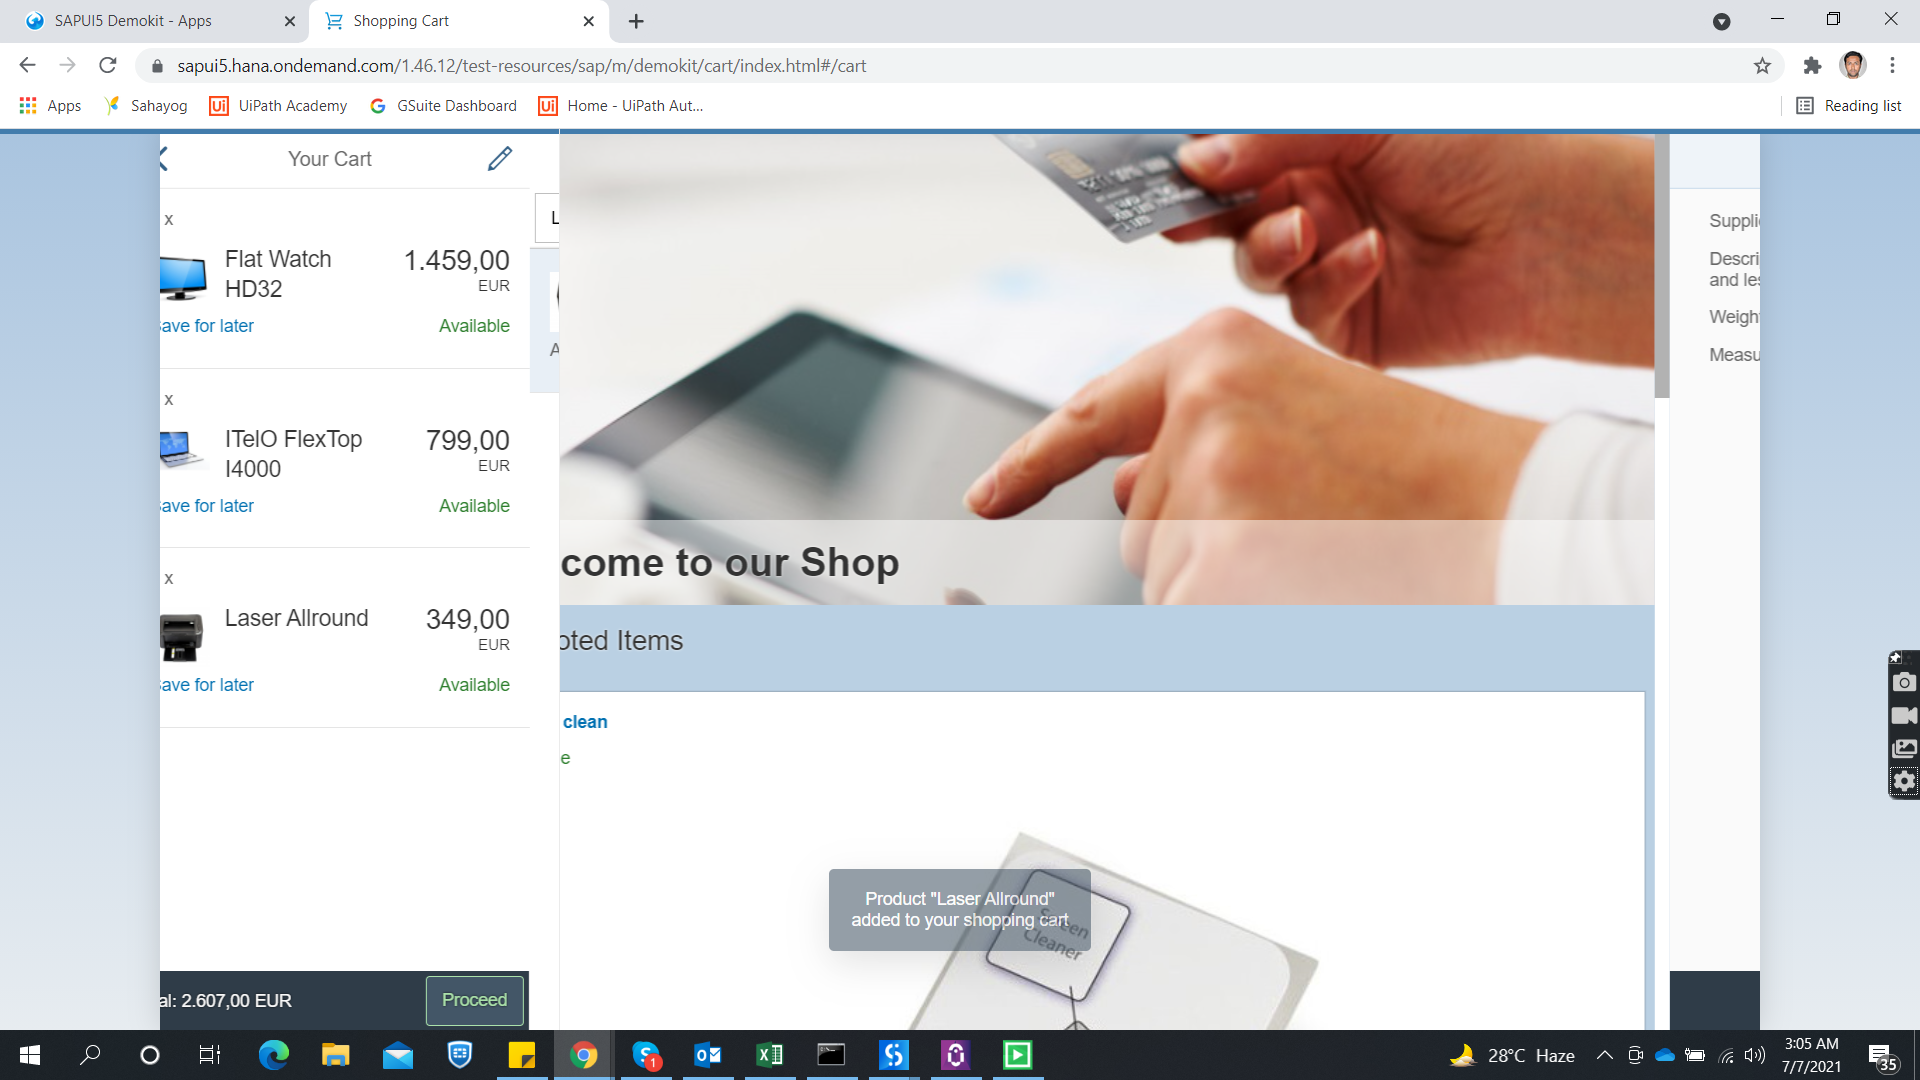 SAPUI5 Demokit - Apps
Shopping Cart
sapui5.hana.ondemand.com/1.46.12/test-resources/sap/m/demokit/cart/index.html#/cart
Apps
Sahayog
UiPath Academy
GSuite Dashboard
Home - UiPath Aut...
Reading list
Your Cart
x
Flat Watch
HD32
1.459,00
EUR
ave for later
Available
x
ITelO FlexTop
I4000
799,00
EUR
ave for later
Available
x
Laser Allround
349,00
EUR
ave for later
Available
al: 2.607,00 EUR
Proceed
L
A
come to our Shop
oted Items
clean
e
Screen
Cleaner
Product "Laser Allround"
added to your shopping cart
Supplie
Descri
and les
Weigh
Measu
28°C Haze
3:05 AM
7/7/2021
35
1